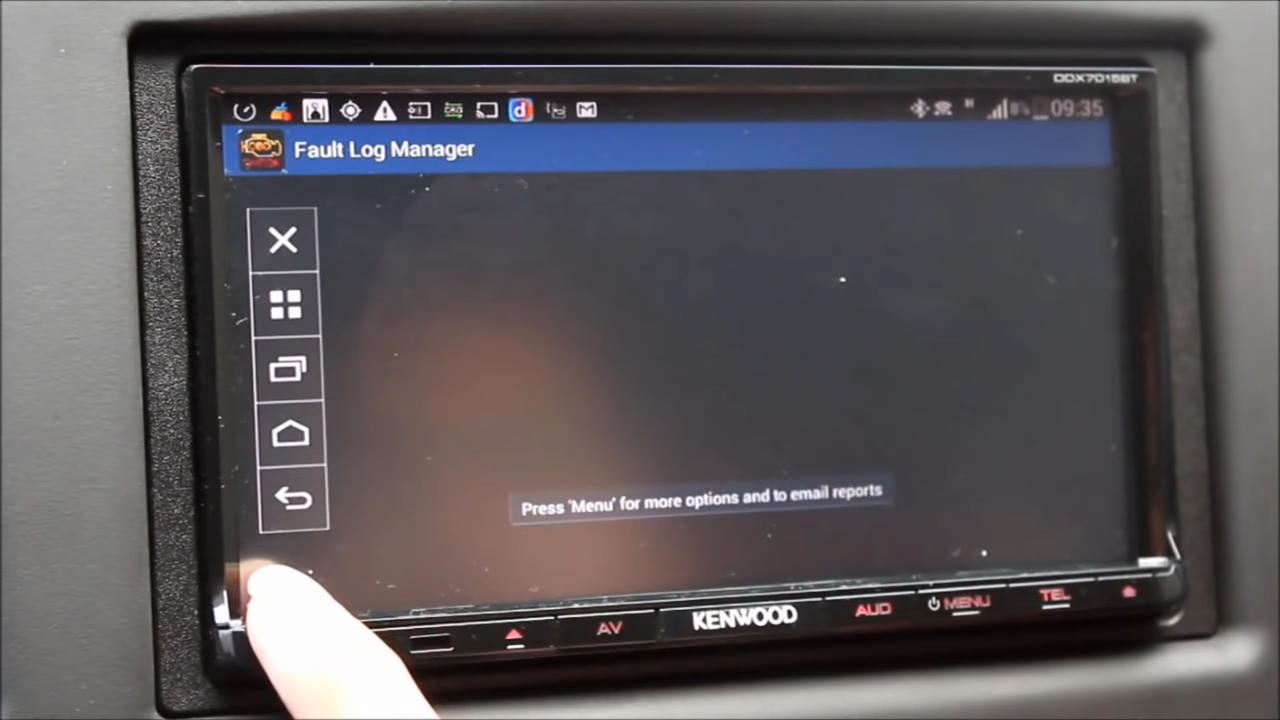 DDX7015BT
09:35
Fault Log Manager
Press 'Menu' for more options and to email reports
AV
KENWOOD
AUD
MENU
TEL